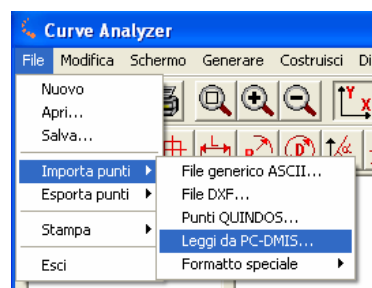 Curve Analyzer
File Modifica Schermo Generare Costruisci Di
Nuovo
Apri...
Salva...
Importa punti
Esporta punti
Stampa
Esci
File generico ASCII...
File DXF...
Punti QUINDOS...
Leggi da PC-DMIS...
Formatto speciale
Y
X
D
α